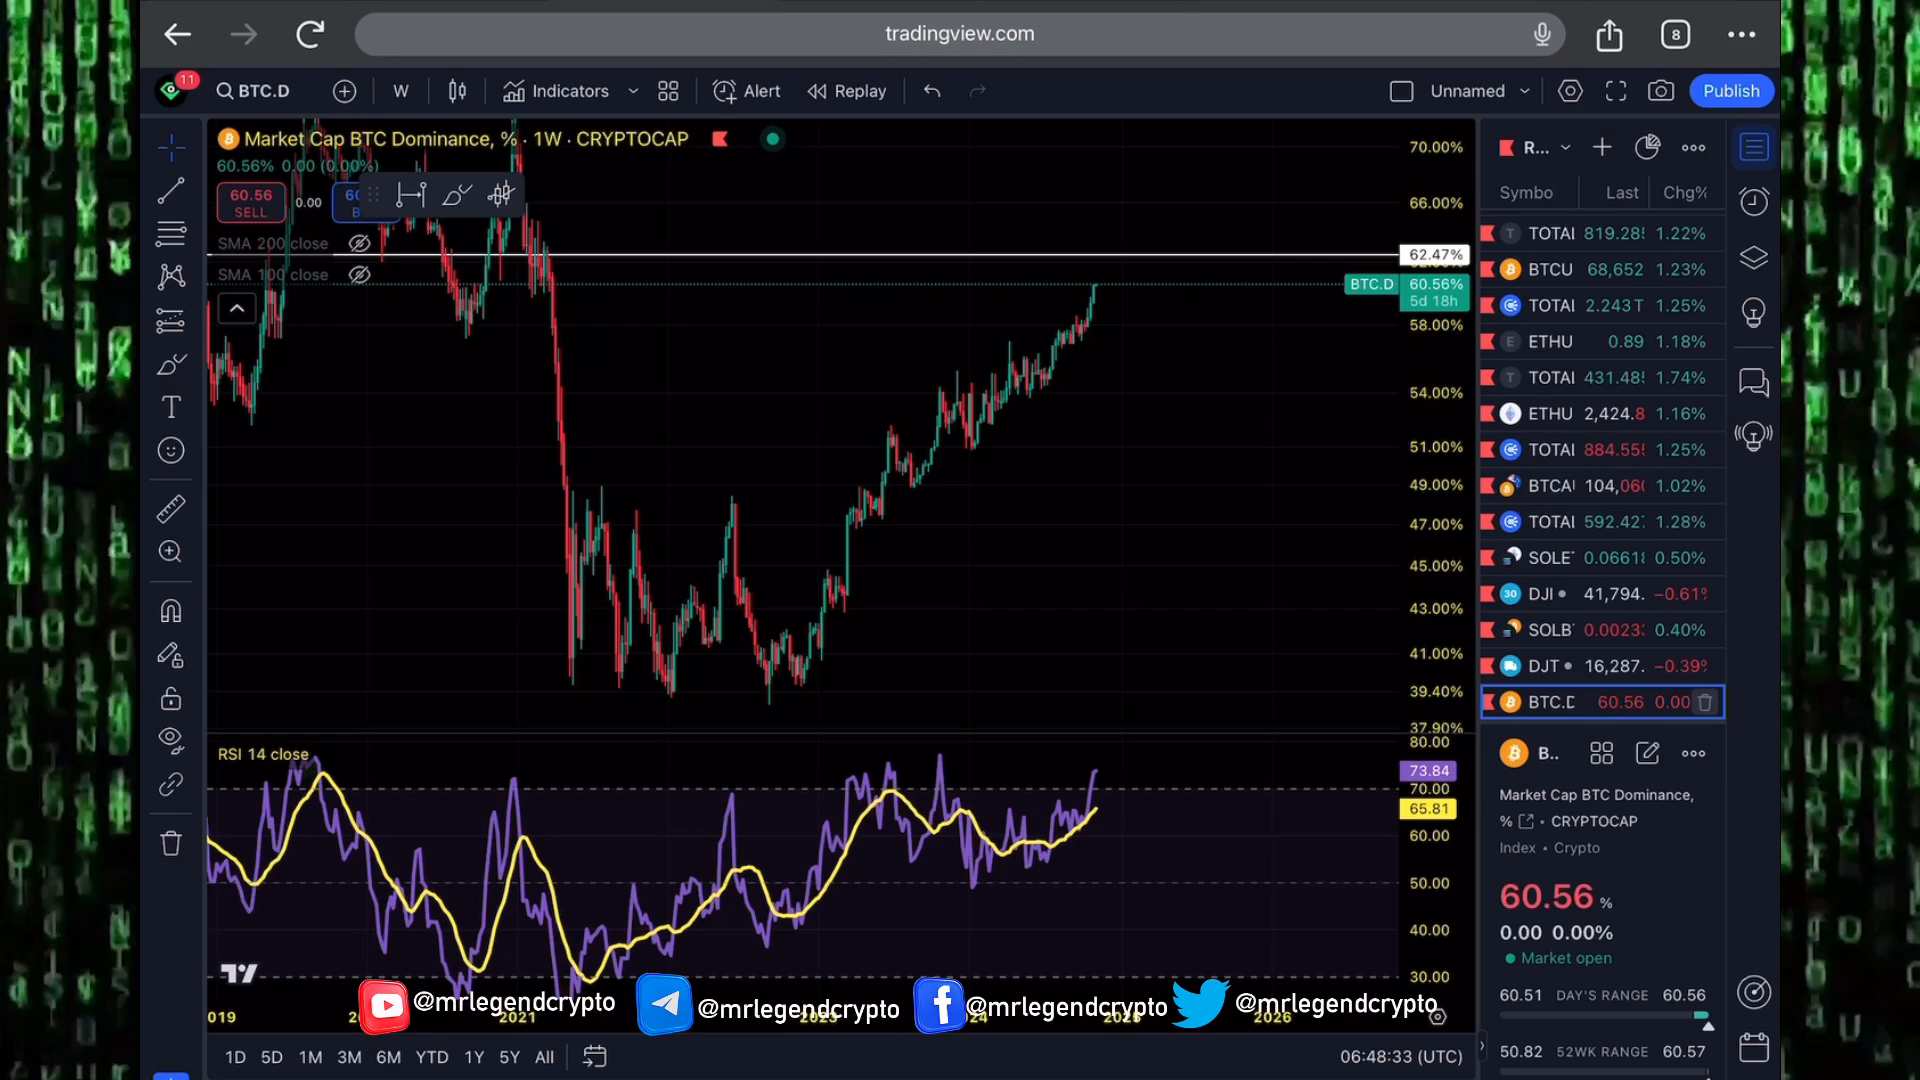 tradingview.com
8
11
BTC.D
W
Indicators
Alert
Replay
Unnamed
Publish
Market Cap BTC Dominance, % · 1W · CRYPTOCAP
60.56% 0.00 (0.00%)
60.56
SELL
0.00
SMA 200 close
SMA 100 close
70.00%
66.00%
62.47%
BTC.D 60.56%
5d 18h
58.00%
54.00%
51.00%
49.00%
47.00%
45.00%
43.00%
41.00%
39.40%
37.90%
RSI 14 close
80.00
73.84
70.00
65.81
60.00
50.00
40.00
30.00
2021
2026
@mrlegendcrypto
@mrlegendcrypto
@mrlegendcrypto
@mrlegendcrypto
1D 5D 1M 3M 6M YTD 1Y 5Y All
06:48:33 (UTC)
R...
Symbo Last Chg%
TOTAL 819.28 1.22%
BTCU 68,652 1.23%
TOTAL 2.243 T 1.25%
ETHU 0.89 1.18%
TOTAL 431.48 1.74%
ETHU 2,424.8 1.16%
TOTAL 884.55 1.25%
BTCAU 104,060 1.02%
TOTAL 592.42 1.28%
SOLE 0.0661 0.50%
DJI 41,794. −0.61%
SOLB 0.0023 0.40%
DJT 16,287. −0.39%
BTC.D 60.56 0.00
B..
Market Cap BTC Dominance,
% • CRYPTOCAP
Index • Crypto
60.56 %
0.00 0.00%
Market open
60.51 DAY'S RANGE 60.56
50.82 52WK RANGE 60.57